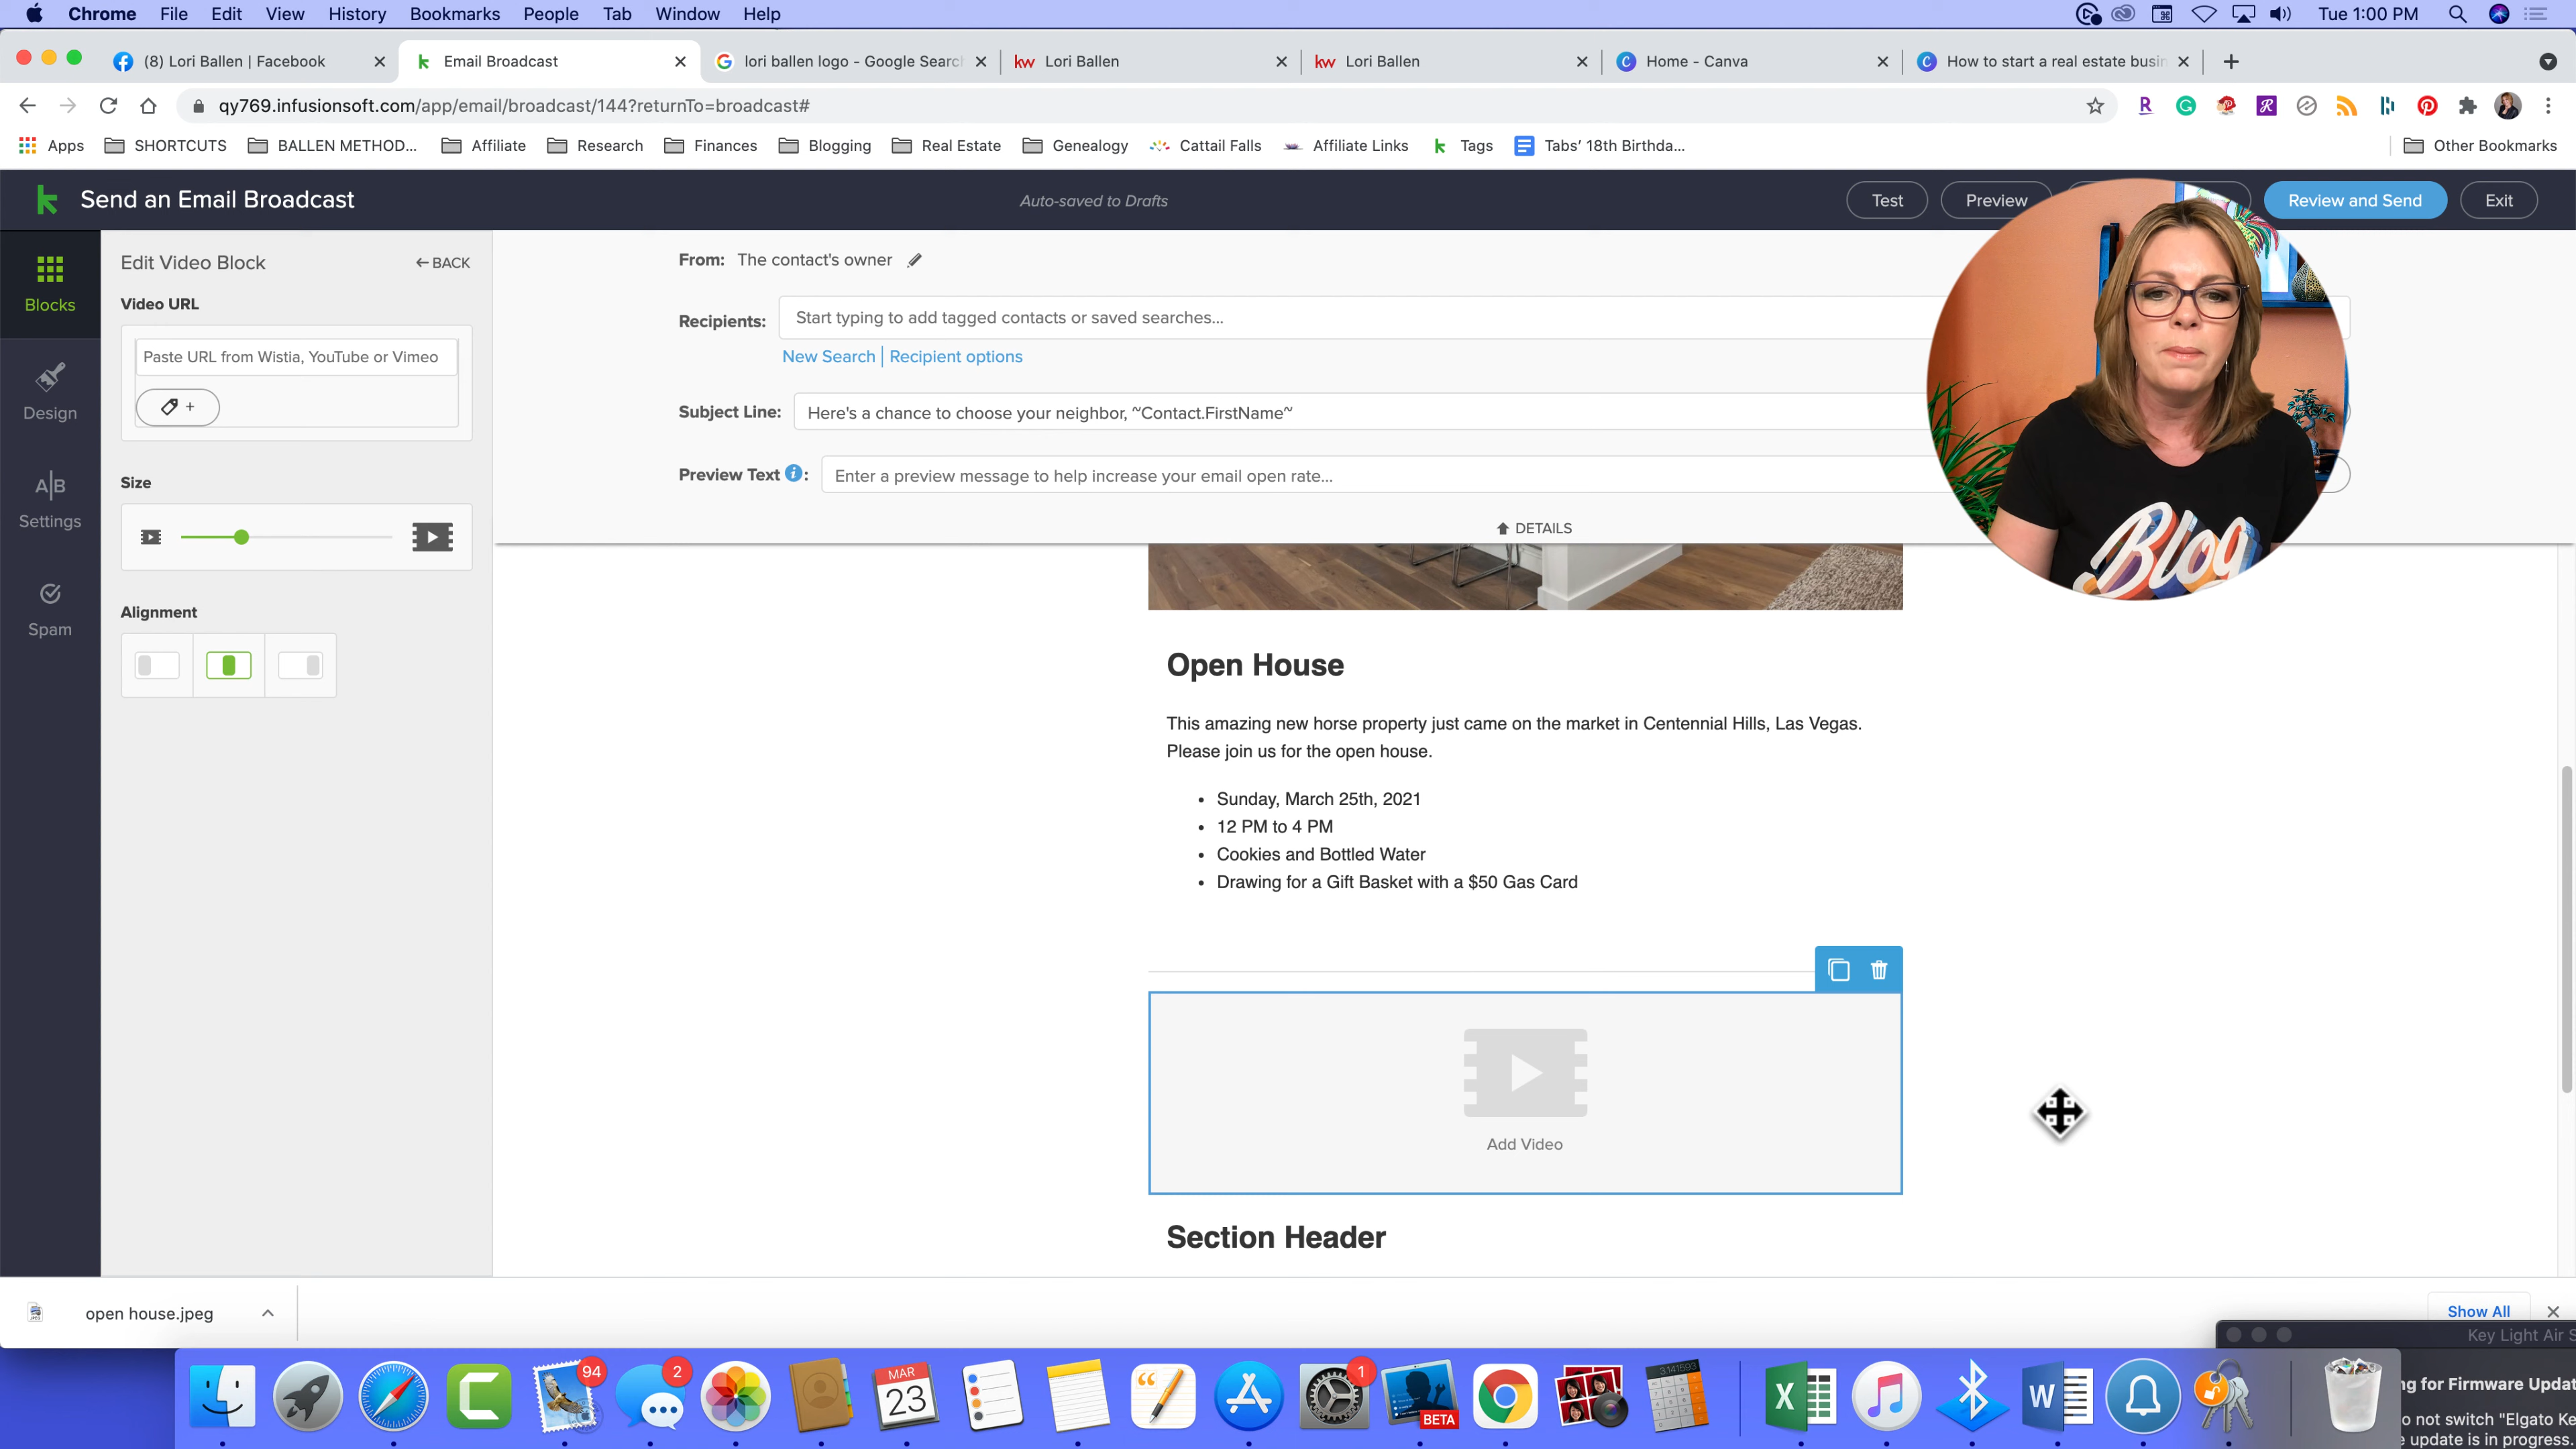 Chrome File Edit View History Bookmarks People Tab Window Help Tue 1:00 PM
(8) Lori Ballen | Facebook Email Broadcast lori ballen logo - Google Searc kw Lori Ballen kw Lori Ballen Home - Canva How to start a real estate busin
qy769.infusionsoft.com/app/email/broadcast/144?returnTo=broadcast#
Apps SHORTCUTS BALLEN METHOD... Affiliate Research Finances Blogging Real Estate Genealogy Cattail Falls Affiliate Links Tags Tabs' 18th Birthda... Other Bookmarks
Send an Email Broadcast Auto-saved to Drafts Test Preview Review and Send Exit
Blocks
Design
A|B
Settings
Spam
Edit Video Block BACK
Video URL
Paste URL from Wistia, YouTube or Vimeo
+
Size
Alignment
From: The contact's owner
Recipients: Start typing to add tagged contacts or saved searches...
New Search | Recipient options
Subject Line: Here's a chance to choose your neighbor, ~Contact.FirstName~
Preview Text i: Enter a preview message to help increase your email open rate...
DETAILS
Blog
Open House
This amazing new horse property just came on the market in Centennial Hills, Las Vegas.
Please join us for the open house.
• Sunday, March 25th, 2021
• 12 PM to 4 PM
• Cookies and Bottled Water
• Drawing for a Gift Basket with a $50 Gas Card
Add Video
Section Header
open house.jpeg Show All
Key Light Air S
94 2 MAR 23 1 BETA 3.141593
ng for Firmware Updat
o not switch "Elgato Ke
e update is in progress.